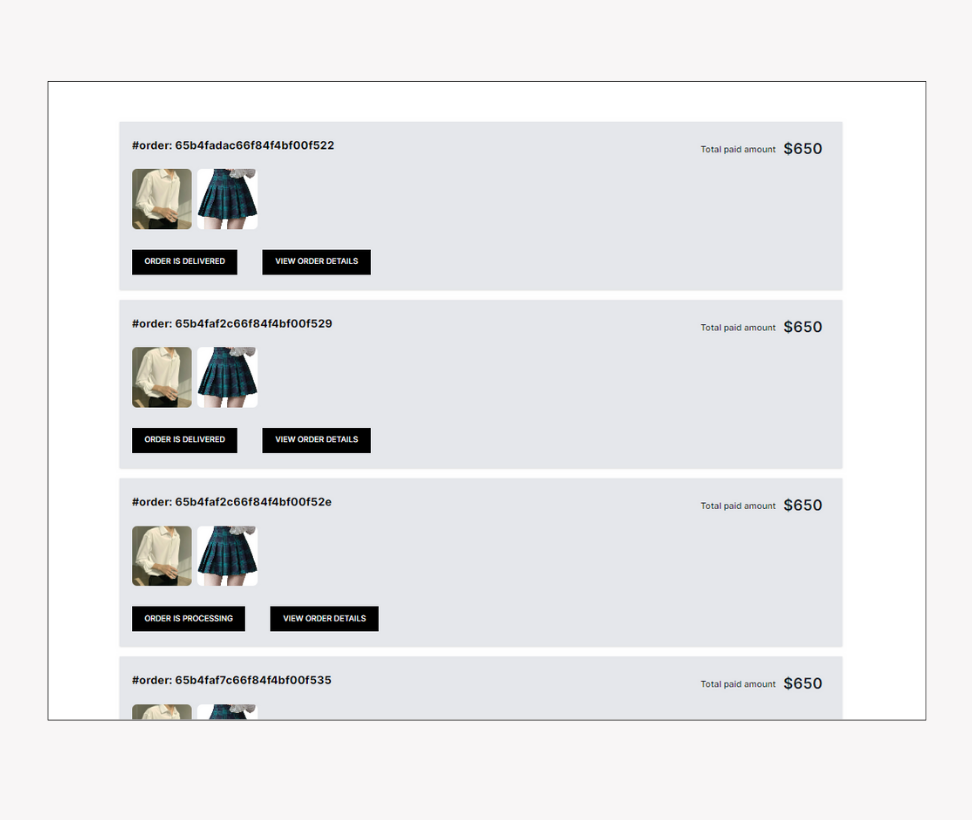 #order: 65b4fadac66f84f4bf00f522
Total paid amount $650
ORDER IS DELIVERED
VIEW ORDER DETAILS
#order: 65b4faf2c66f84f4bf00f529
Total paid amount $650
ORDER IS DELIVERED
VIEW ORDER DETAILS
#order: 65b4faf2c66f84f4bf00f52e
Total paid amount $650
ORDER IS PROCESSING
VIEW ORDER DETAILS
#order: 65b4faf7c66f84f4bf00f535
Total paid amount $650